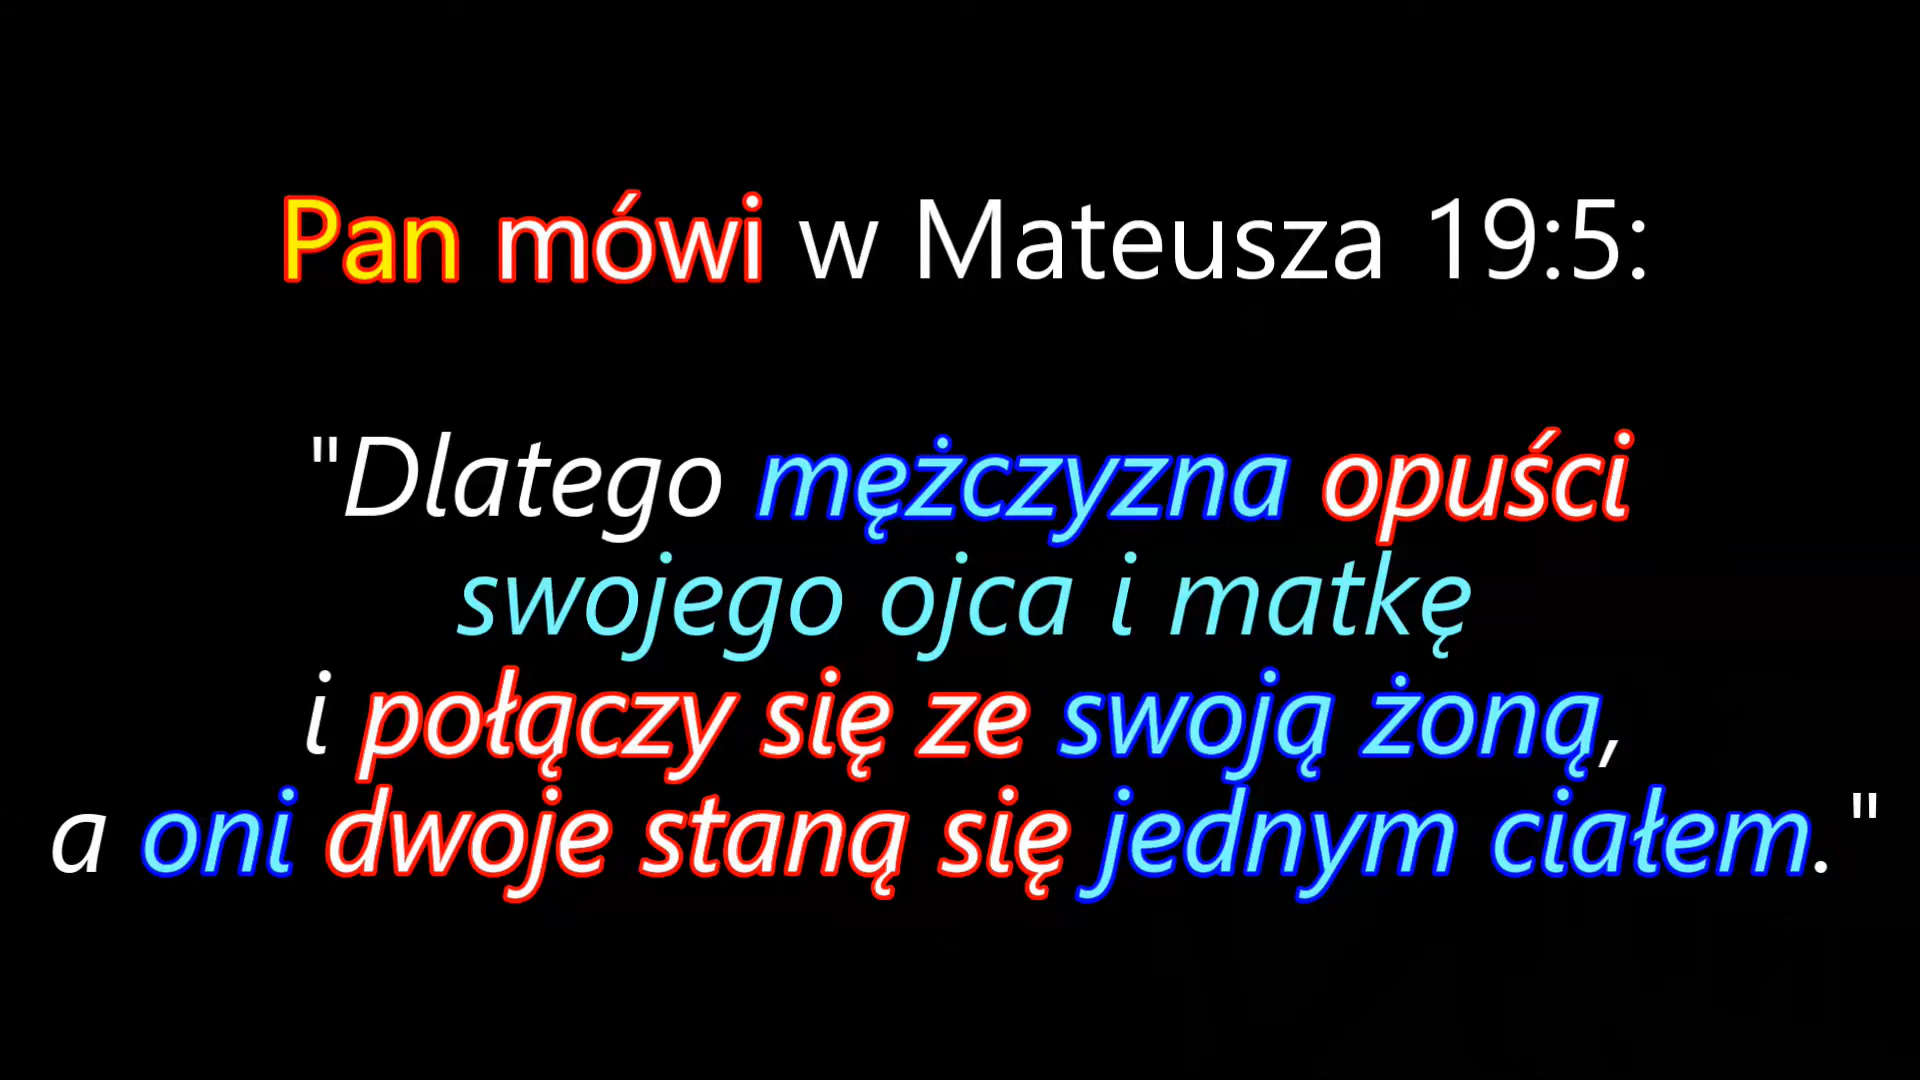 Pan mówi w Mateusza 19:5:
"Dlatego mężczyzna opuści
swojego ojca i matkę
i połączy się ze swoją żoną,
a oni dwoje staną się jednym ciałem."